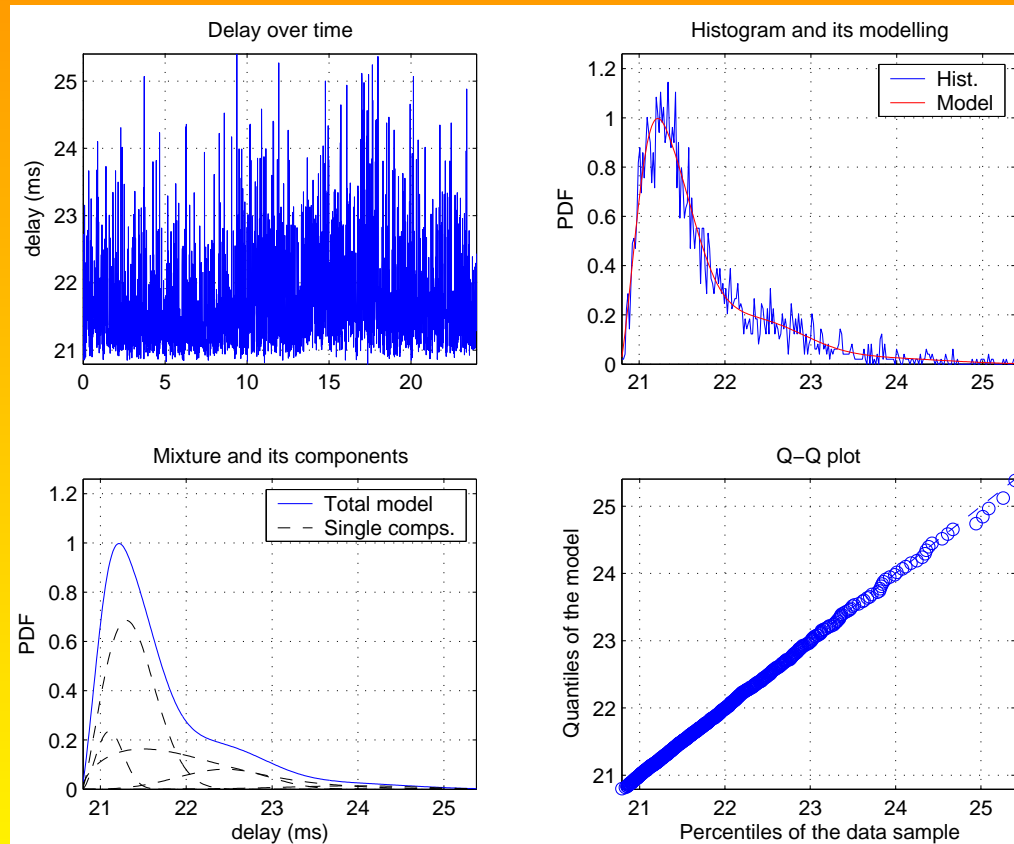 Delay over time
25
24
23
22
21
delay (ms)
0 5 10 15 20
Histogram and its modelling
1.2
1
0.8
0.6
0.4
0.2
0
PDF
Hist.
Model
21 22 23 24 25
Mixture and its components
1.2
1
0.8
0.6
0.4
0.2
0
PDF
Total model
Single comps.
21 22 23 24 25
delay (ms)
Q−Q plot
25
24
23
22
21
Quantiles of the model
21 22 23 24 25
Percentiles of the data sample